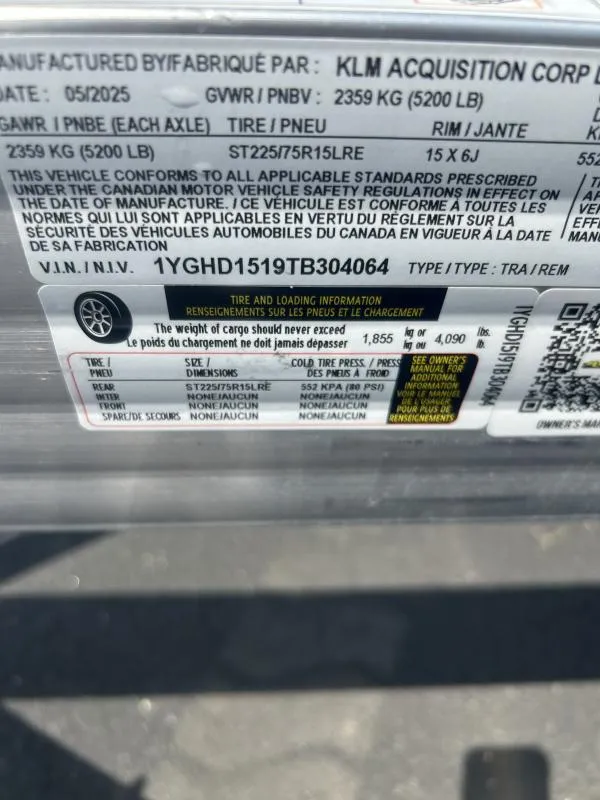 ANUFACTURED BY/FABRIQUÉ PAR : KLM ACQUISITION CORP
DATE : 05/2025 GVWR / PNBV : 2359 KG (5200 LB)
GAWR / PNBE (EACH AXLE) TIRE / PNEU RIM / JANTE
2359 KG (5200 LB) ST225/75R15LRE 15 X 6J 552
THIS VEHICLE CONFORMS TO ALL APPLICABLE STANDARDS PRESCRIBED
UNDER THE CANADIAN MOTOR VEHICLE SAFETY REGULATIONS IN EFFECT ON
THE DATE OF MANUFACTURE. / CE VÉHICULE EST CONFORME À TOUTES LES
NORMES QUI LUI SONT APPLICABLES EN VERTU DU RÉGLEMENT SUR LA
SÉCURITÉ DES VÉHICULES AUTOMOBILES DU CANADA EN VIGUEUR À LA DATE
DE SA FABRICATION
V.I.N. / N.I.V. 1YGHD1519TB304064 TYPE / TYPE : TRA / REM
TIRE AND LOADING INFORMATION
RENSEIGNEMENTS SUR LES PNEUS ET LE CHARGEMENT
The weight of cargo should never exceed
Le poids du chargement ne doit jamais dépasser
1,855 kg or kg ou 4,090 lbs. lb.
TIRE / PNEU SIZE / DIMENSIONS COLD TIRE PRESS. / PRESS DES PNEUS À FROID
REAR ST225/75R15LRE 552 KPA (80 PSI)
INTER NONE/AUCUN NONE/AUCUN
FRONT NONE/AUCUN NONE/AUCUN
SPARE/DE SECOURS NONE/AUCUN NONE/AUCUN
SEE OWNER'S
MANUAL FOR
ADDITIONAL
INFORMATION
VOIR LE MANUEL
DE L'USAGER
POUR PLUS DE
RENSEIGNEMENTS
1YGHD1519TB304064
OWNER'S MA